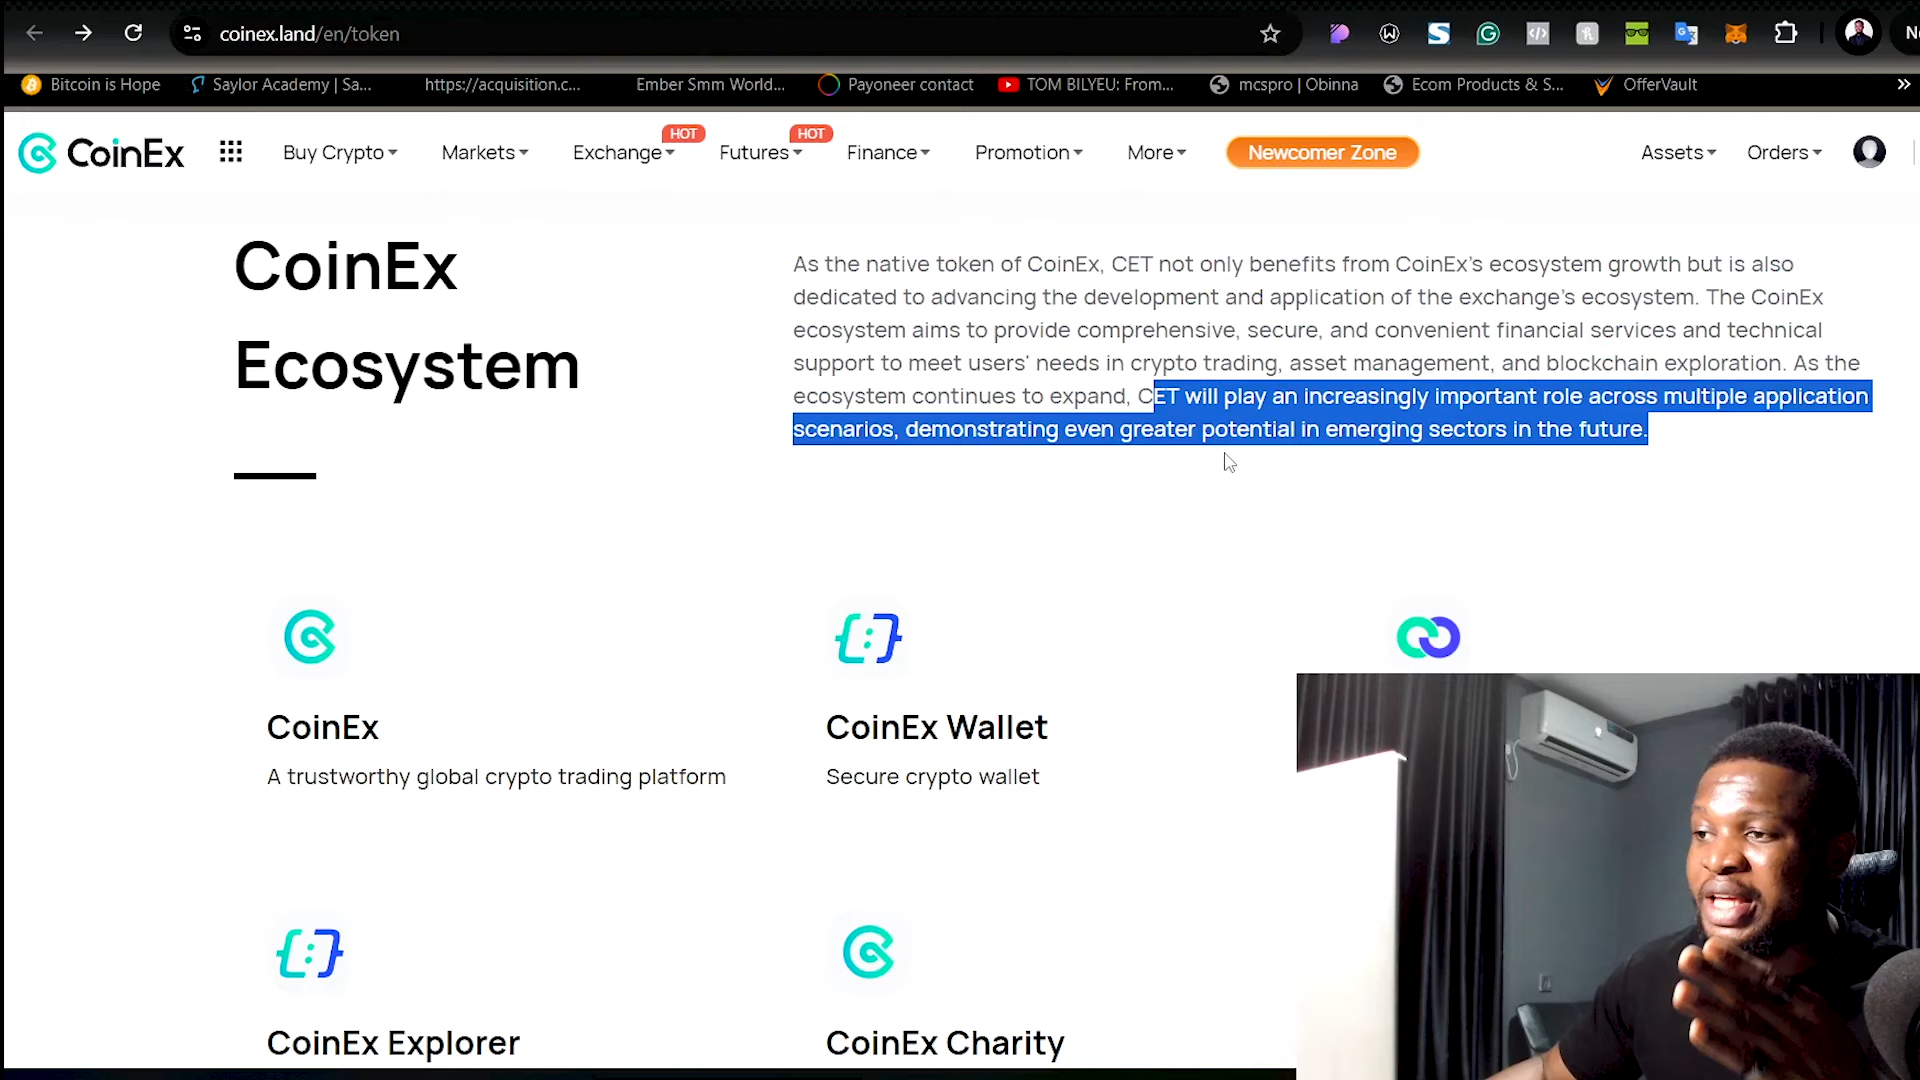 coinex.land/en/token
Bitcoin is Hope
Saylor Academy | Sa...
https://acquisition.c...
Ember Smm World...
Payoneer contact
TOM BILYEU: From...
mcspro | Obinna
Ecom Products & S...
OfferVault
CoinEx
Buy Crypto
Markets
Exchange
HOT
Futures
HOT
Finance
Promotion
More
Newcomer Zone
Assets
Orders
CoinEx
Ecosystem
As the native token of CoinEx, CET not only benefits from CoinEx's ecosystem growth but is also
dedicated to advancing the development and application of the exchange's ecosystem. The CoinEx
ecosystem aims to provide comprehensive, secure, and convenient financial services and technical
support to meet users' needs in crypto trading, asset management, and blockchain exploration. As the
ecosystem continues to expand, CET will play an increasingly important role across multiple application
scenarios, demonstrating even greater potential in emerging sectors in the future.
CoinEx
A trustworthy global crypto trading platform
CoinEx Wallet
Secure crypto wallet
CoinEx Explorer
CoinEx Charity